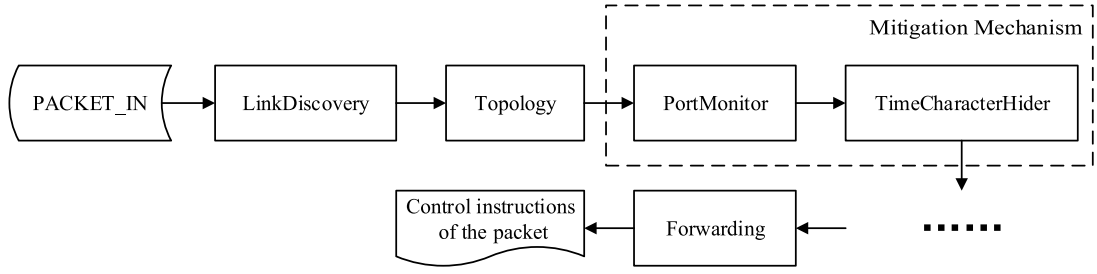 Mitigation Mechanism
PACKET_IN
LinkDiscovery
Topology
PortMonitor
TimeCharacterHider
Control instructions
of the packet
Forwarding
......